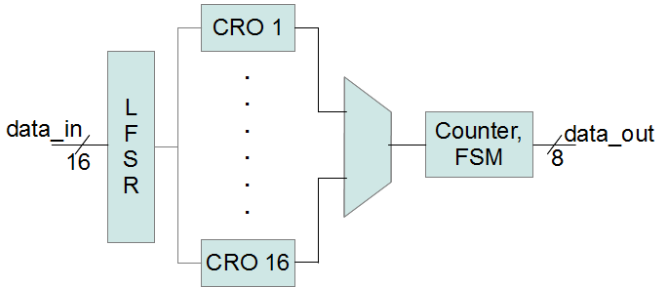 CRO 1
data_in
16
L
F
S
R
Counter,
FSM
data_out
8
CRO 16